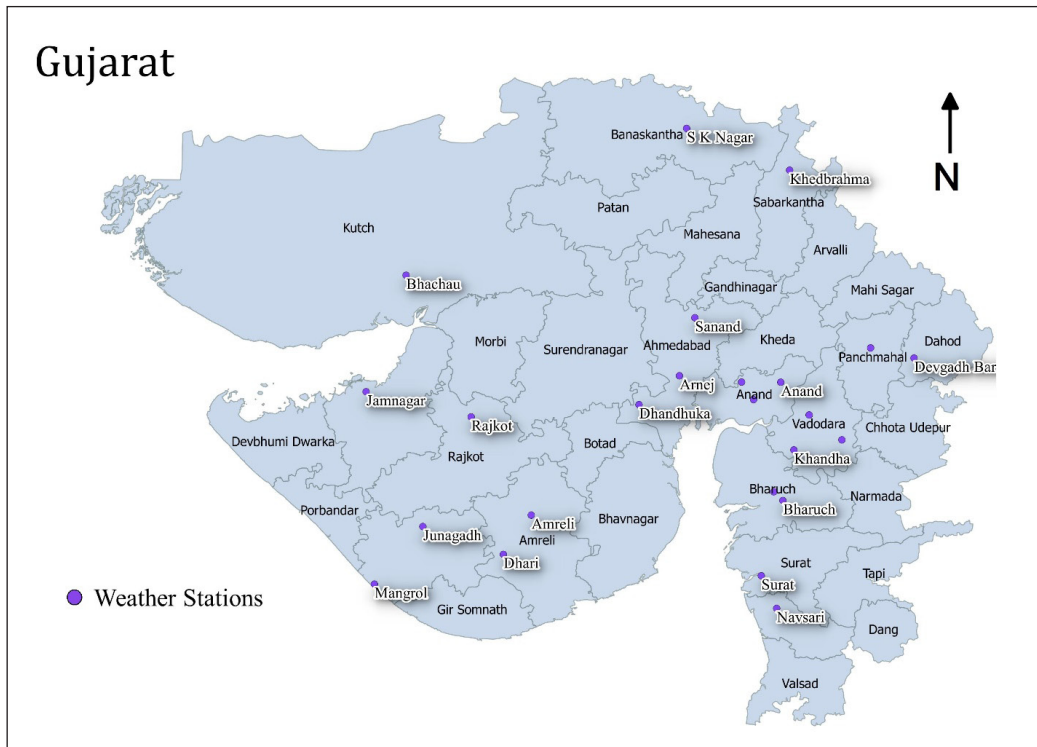 Gujarat
N
Banaskantha
S K Nagar
Khedbrahma
Sabarkantha
Patan
Kutch
Mahesana
Arvalli
Bhachau
Gandhinagar
Mahi Sagar
Sanand
Morbi
Surendranagar
Ahmedabad
Kheda
Dahod
Panchmahal
Devgadh Bar
Arnej
Anand
Anand
Jamnagar
Dhandhuka
Rajkot
Vadodara
Chhota Udepur
Devbhumi Dwarka
Botad
Rajkot
Khandha
Bharuch
Narmada
Porbandar
Bharuch
Amreli
Bhavnagar
Junagadh
Amreli
Dhari
Surat
Tapi
Surat
Mangrol
Weather Stations
Gir Somnath
Navsari
Dang
Valsad